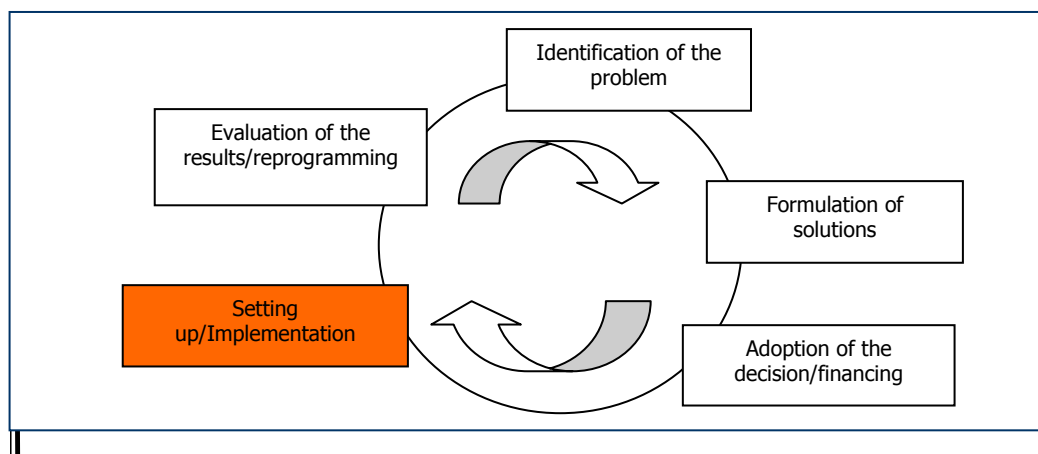 Identification of the
problem
Evaluation of the
results/reprogramming
Formulation of
solutions
Setting
up/Implementation
Adoption of the
decision/financing